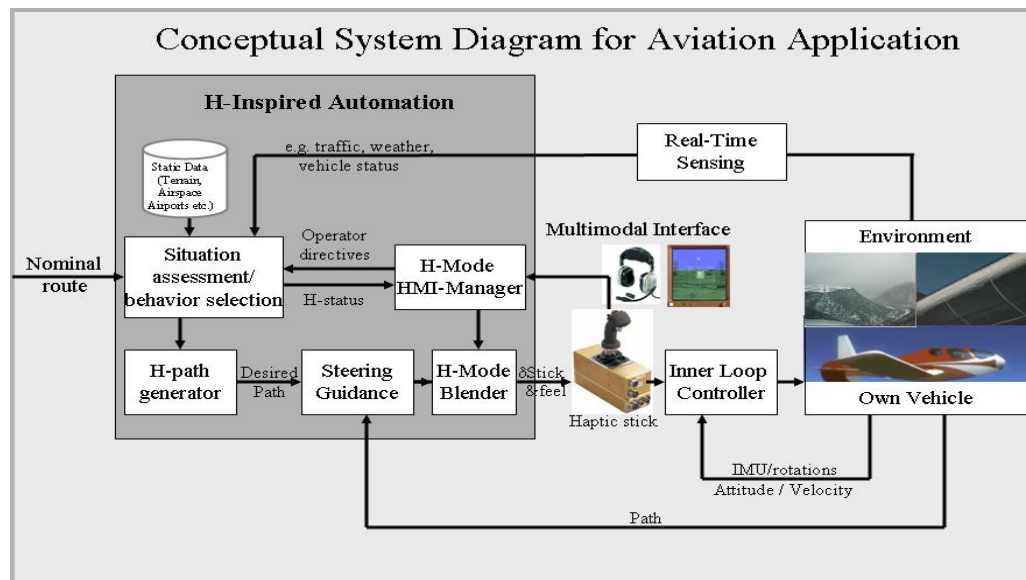 Conceptual System Diagram for Aviation Application
H-Inspired Automation
Static Data
(Terrain,
Airspace
Airports etc.)
e.g. traffic, weather,
vehicle status
Real-Time
Sensing
Nominal
route
Situation
assessment/
behavior selection
Operator
directives
H-status
H-Mode
HMI-Manager
Multimodal Interface
Environment
Own Vehicle
H-path
generator
Desired
Path
Steering
Guidance
H-Mode
Blender
δStick
&feel
Haptic stick
Inner Loop
Controller
IMU/rotations
Attitude / Velocity
Path